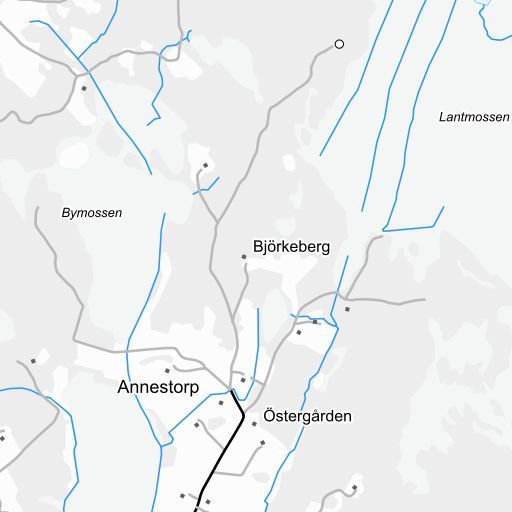 Lantmossen
Bymossen
Björkeberg
Annestorp
Östergården